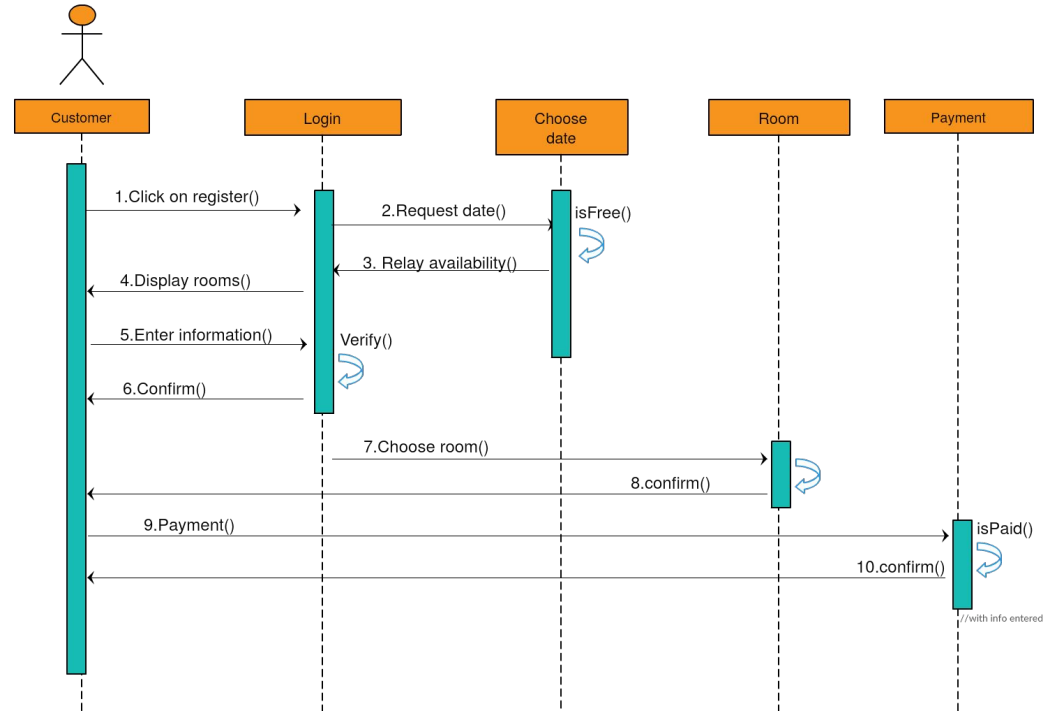 Customer
Login
Choose
date
Room
Payment
1.Click on register()
2.Request date()
isFree()
3. Relay availability()
4.Display rooms()
5.Enter information()
Verify()
6.Confirm()
7.Choose room()
8.confirm()
9.Payment()
isPaid()
10.confirm()
//with info entered